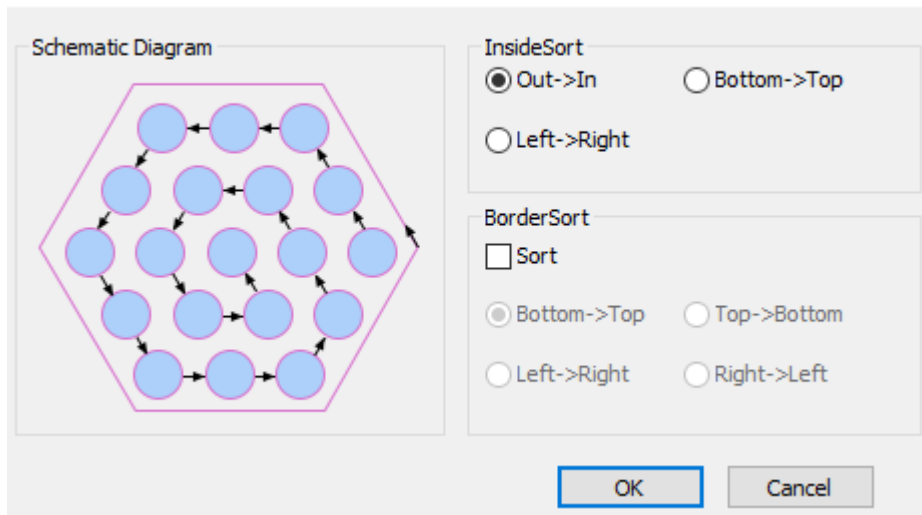 Schematic Diagram
InsideSort
Out->In
Bottom->Top
Left->Right
BorderSort
Sort
Bottom->Top
Top->Bottom
Left->Right
Right->Left
OK
Cancel